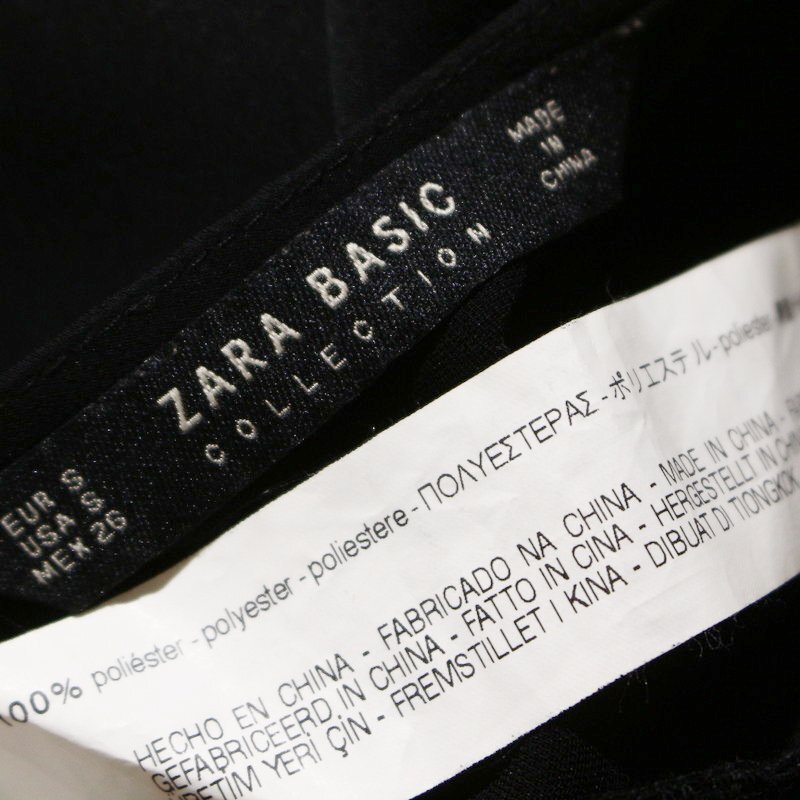 ZARA BASIC
COLLECTION
MADE
IN
CHINA
EUR S
USA S
MEX 26
100% poliéster - polyester - poliestere - ΠΟΛΥΕΣΤΕΡΑΣ - ポリエステル - poliester
HECHO EN CHINA - FABRICADO NA CHINA - MADE IN CHINA -
GEFABRICEERD IN CHINA - FATTO IN CINA - HERGESTELLT IN
ÜRETIM YERİ ÇİN - FREMSTILLET I KINA - DIBUAT DI TIONGKOK